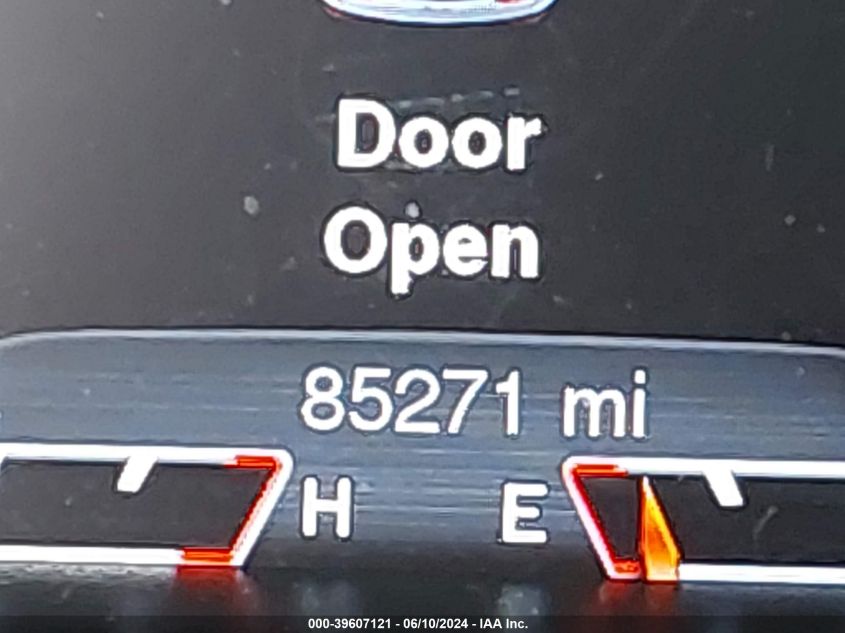 Door
Open
85271 mi
H E
000-39607121 - 06/10/2024 - IAA Inc.